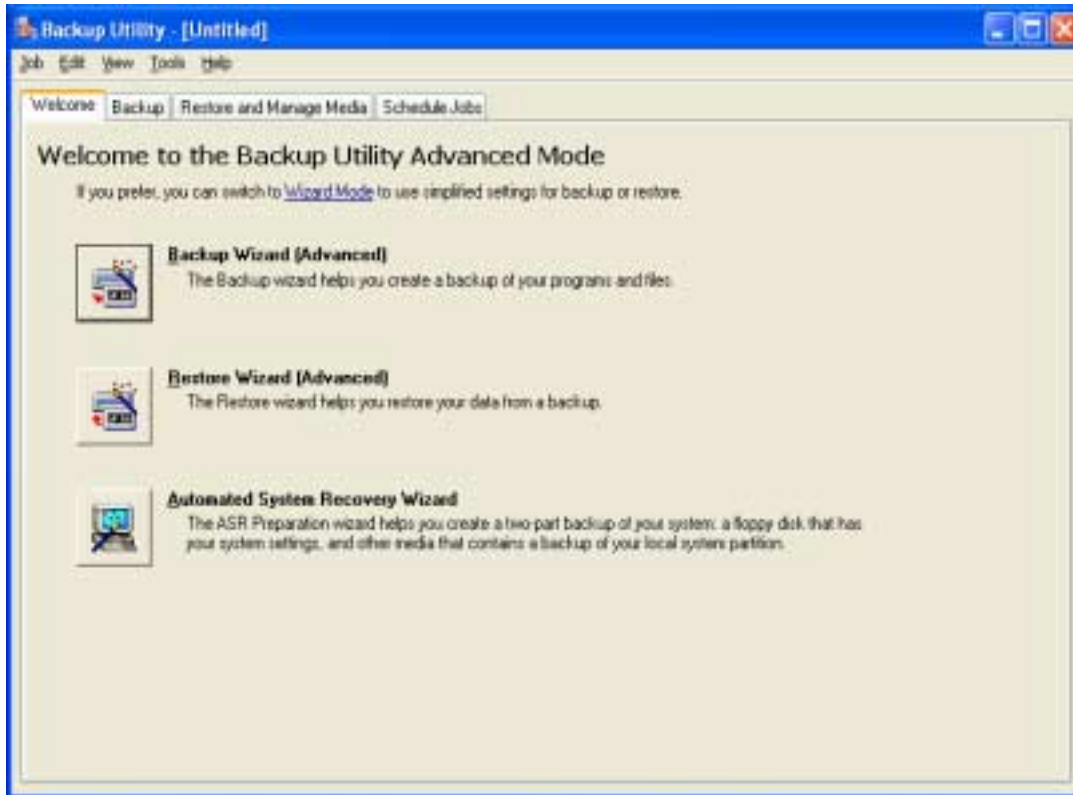 Backup Utility - [Untitled]
Job Edit View Tools Help
Welcome Backup Restore and Manage Media Schedule Jobs
Welcome to the Backup Utility Advanced Mode
If you prefer, you can switch to Wizard Mode to use simplified settings for backup or restore.
Backup Wizard (Advanced)
The Backup wizard helps you create a backup of your programs and files.
Restore Wizard (Advanced)
The Restore wizard helps you restore your data from a backup.
Automated System Recovery Wizard
The ASR Preparation wizard helps you create a two-part backup of your system: a floppy disk that has
your system settings, and other media that contains a backup of your local system partition.